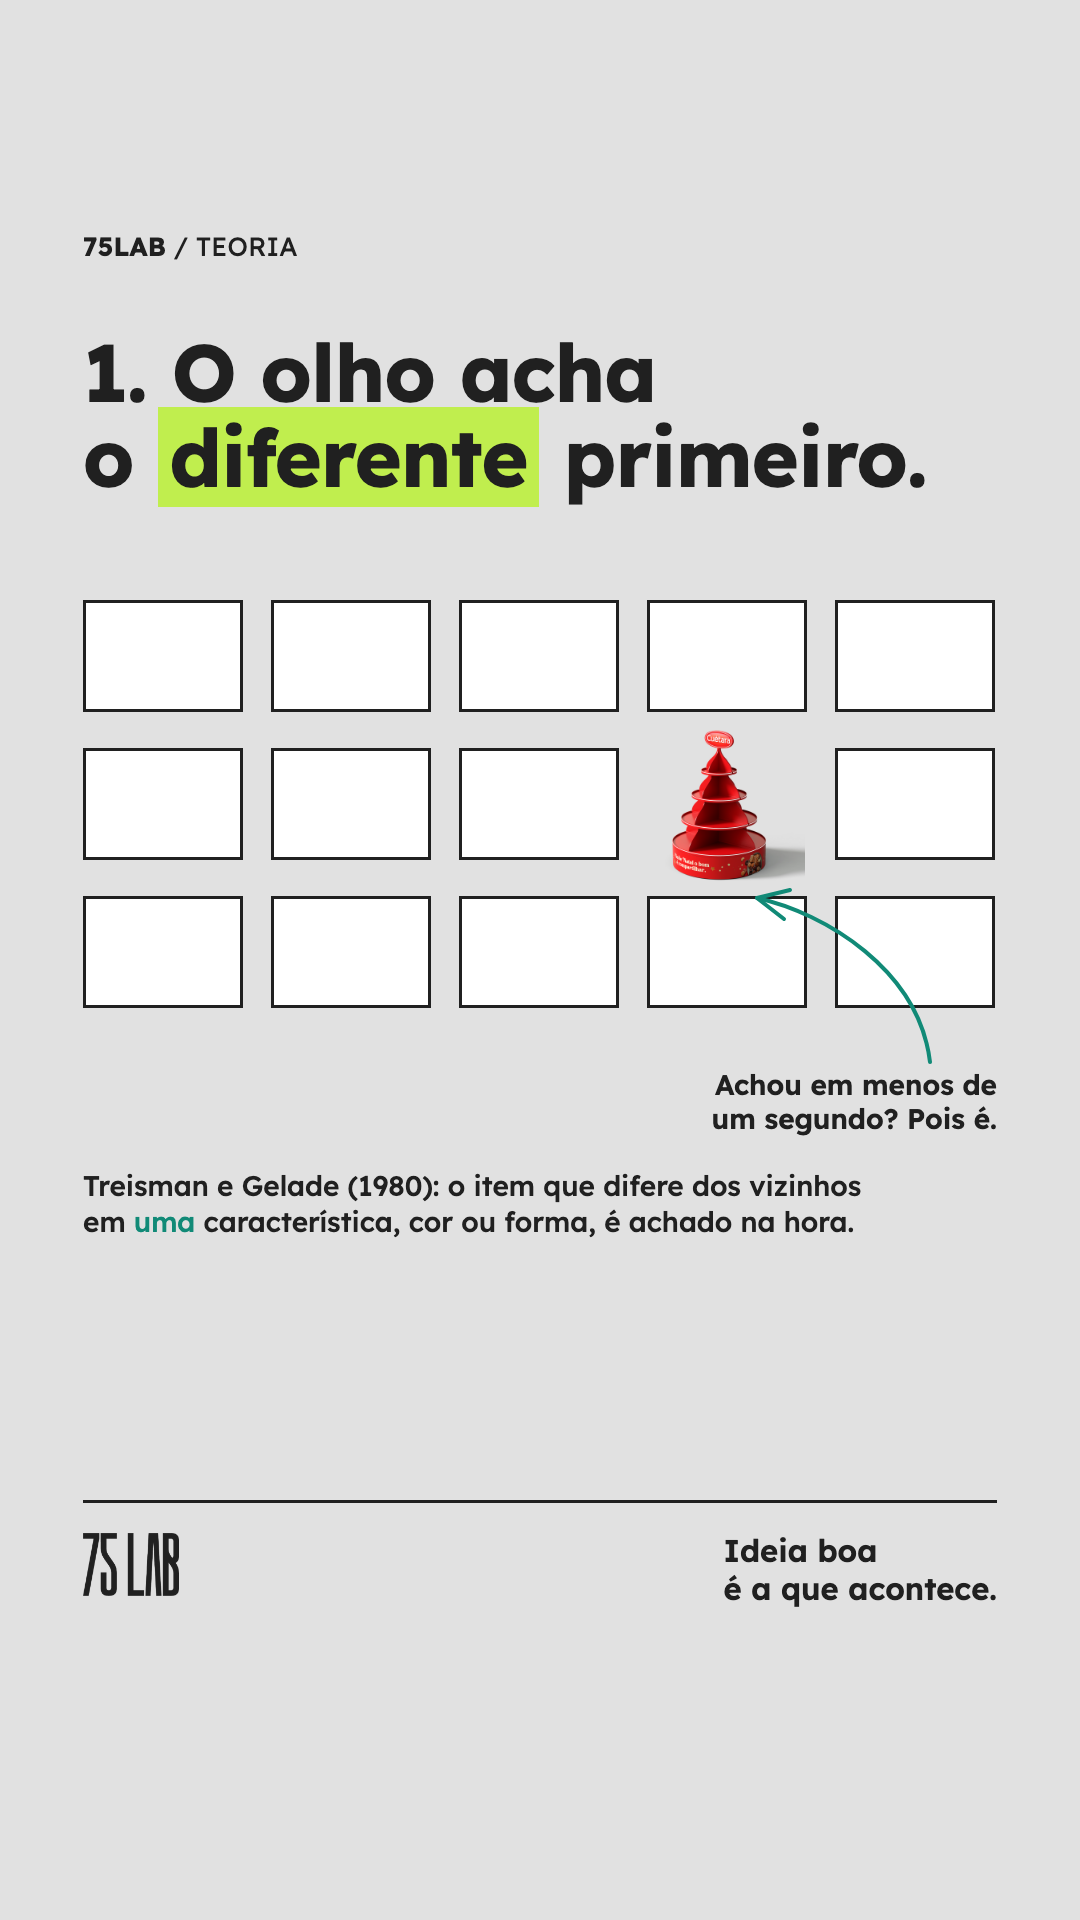 75LAB / TEORIA
1. O olho acha
o diferente primeiro.
cuétara
Achou em menos de
um segundo? Pois é.
Treisman e Gelade (1980): o item que difere dos vizinhos
em uma característica, cor ou forma, é achado na hora.
75 LAB
Ideia boa
é a que acontece.